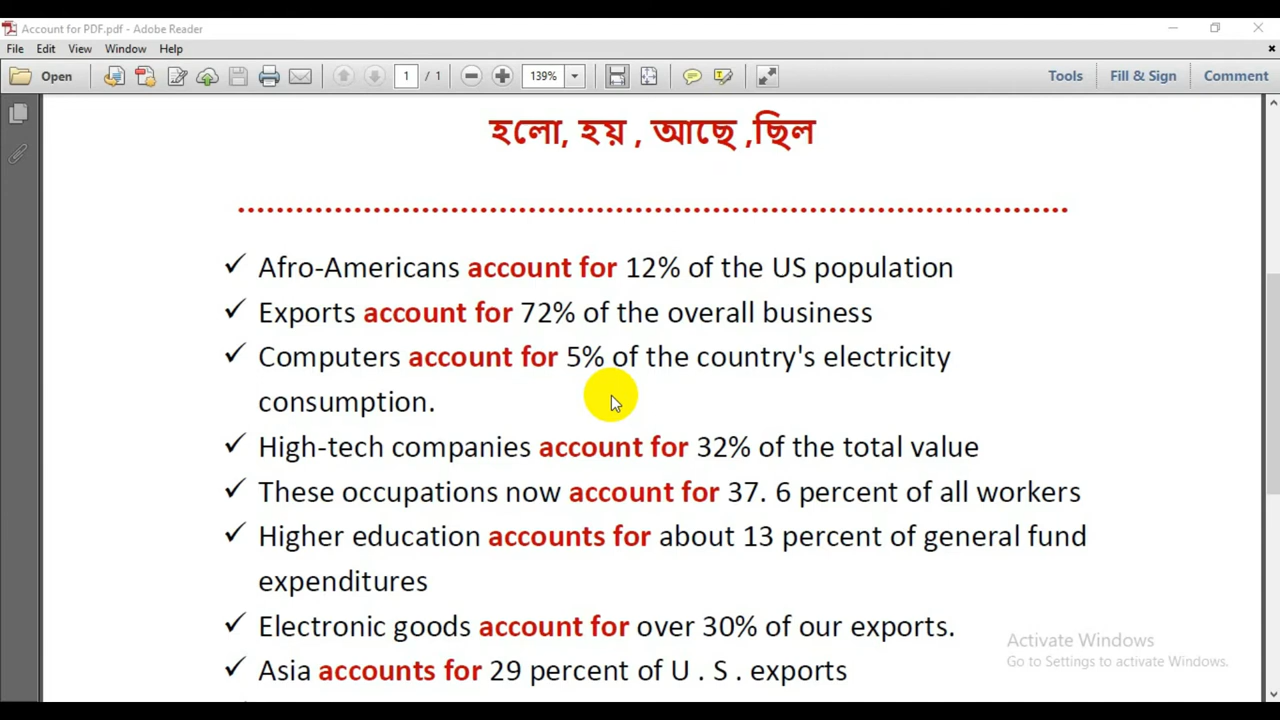 Account for PDF.pdf - Adobe Reader
File Edit View Window Help
Open 1 / 1 139% Tools Fill & Sign Comment
হলো, হয় , আছে ,ছিল
................................................................................
✓ Afro-Americans account for 12% of the US population
✓ Exports account for 72% of the overall business
✓ Computers account for 5% of the country's electricity
consumption.
✓ High-tech companies account for 32% of the total value
✓ These occupations now account for 37. 6 percent of all workers
✓ Higher education accounts for about 13 percent of general fund
expenditures
✓ Electronic goods account for over 30% of our exports.
Activate Windows
Go to Settings to activate Windows.
✓ Asia accounts for 29 percent of U . S . exports